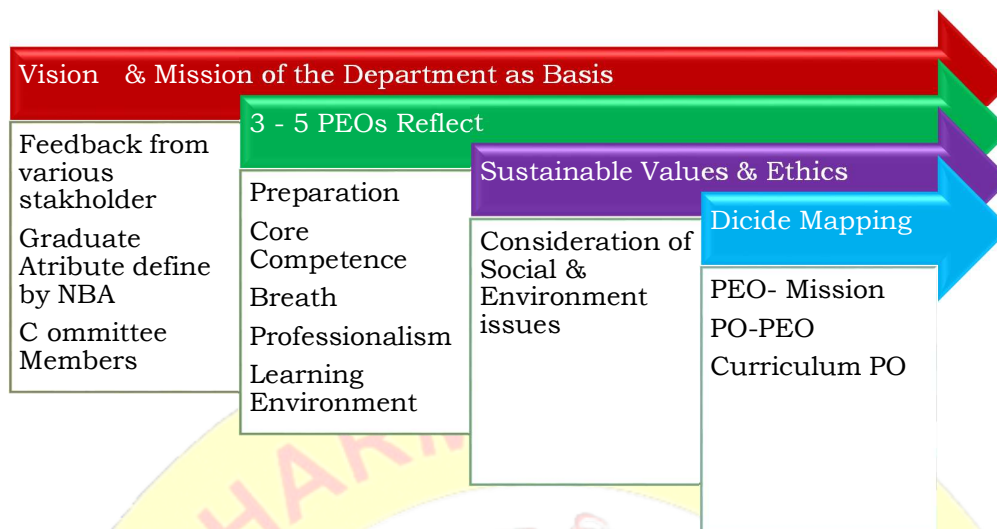 Vision & Mission of the Department as Basis
Feedback from
various
stakholder
Graduate
Atribute define
by NBA
C ommittee
Members
3 - 5 PEOs Reflect
Preparation
Core
Competence
Breath
Professionalism
Learning
Environment
Sustainable Values & Ethics
Consideration of
Social &
Environment
issues
Dicide Mapping
PEO- Mission
PO-PEO
Curriculum PO
HARM